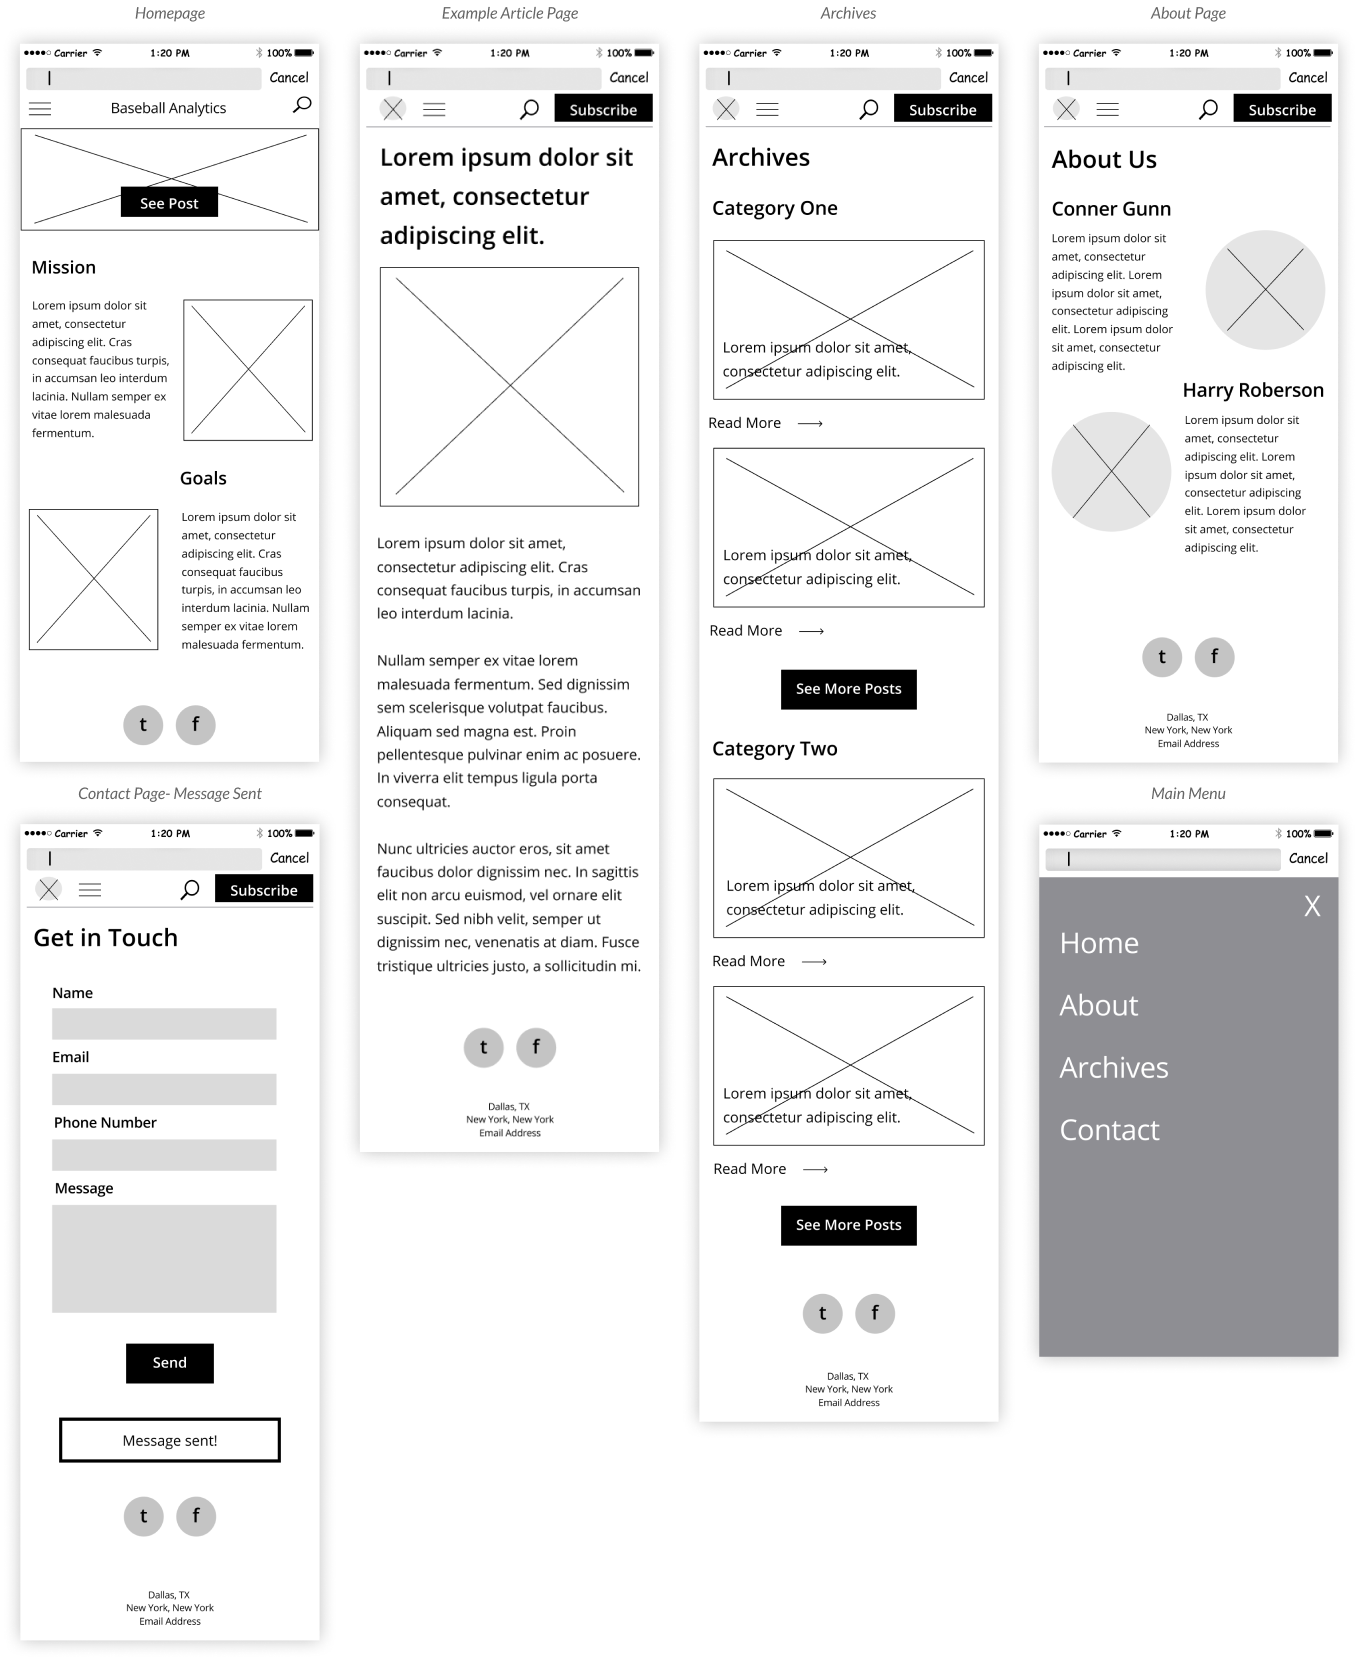 Homepage
Carrier 1:20 PM 100%
Cancel
Baseball Analytics
See Post
Mission
Lorem ipsum dolor sit
amet, consectetur
adipiscing elit. Cras
consequat faucibus turpis,
in accumsan leo interdum
lacinia. Nullam semper ex
vitae lorem malesuada
fermentum.
Goals
Lorem ipsum dolor sit
amet, consectetur
adipiscing elit. Cras
consequat faucibus
turpis, in accumsan leo
interdum lacinia. Nullam
semper ex vitae lorem
malesuada fermentum.
t f
Contact Page- Message Sent
Carrier 1:20 PM 100%
Cancel
Subscribe
Get in Touch
Name
Email
Phone Number
Message
Send
Message sent!
t f
Dallas, TX
New York, New York
Email Address
Example Article Page
Carrier 1:20 PM 100%
Cancel
Subscribe
Lorem ipsum dolor sit
amet, consectetur
adipiscing elit.
Lorem ipsum dolor sit amet,
consectetur adipiscing elit. Cras
consequat faucibus turpis, in accumsan
leo interdum lacinia.
Nullam semper ex vitae lorem
malesuada fermentum. Sed dignissim
sem scelerisque volutpat faucibus.
Aliquam sed magna est. Proin
pellentesque pulvinar enim ac posuere.
In viverra elit tempus ligula porta
consequat.
Nunc ultricies auctor eros, sit amet
faucibus dolor dignissim nec. In sagittis
elit non arcu euismod, vel ornare elit
suscipit. Sed nibh velit, semper ut
dignissim nec, venenatis at diam. Fusce
tristique ultricies justo, a sollicitudin mi.
t f
Dallas, TX
New York, New York
Email Address
Archives
Carrier 1:20 PM 100%
Cancel
Subscribe
Archives
Category One
Lorem ipsum dolor sit amet,
consectetur adipiscing elit.
Read More
Lorem ipsum dolor sit amet,
consectetur adipiscing elit.
Read More
See More Posts
Category Two
Lorem ipsum dolor sit amet,
consectetur adipiscing elit.
Read More
Lorem ipsum dolor sit amet,
consectetur adipiscing elit.
Read More
See More Posts
t f
Dallas, TX
New York, New York
Email Address
About Page
Carrier 1:20 PM 100%
Cancel
Subscribe
About Us
Conner Gunn
Lorem ipsum dolor sit
amet, consectetur
adipiscing elit. Lorem
ipsum dolor sit amet,
consectetur adipiscing
elit. Lorem ipsum dolor
sit amet, consectetur
adipiscing elit.
Harry Roberson
Lorem ipsum dolor sit
amet, consectetur
adipiscing elit. Lorem
ipsum dolor sit amet,
consectetur adipiscing
elit. Lorem ipsum dolor
sit amet, consectetur
adipiscing elit.
t f
Dallas, TX
New York, New York
Email Address
Main Menu
Carrier 1:20 PM 100%
Cancel
X
Home
About
Archives
Contact